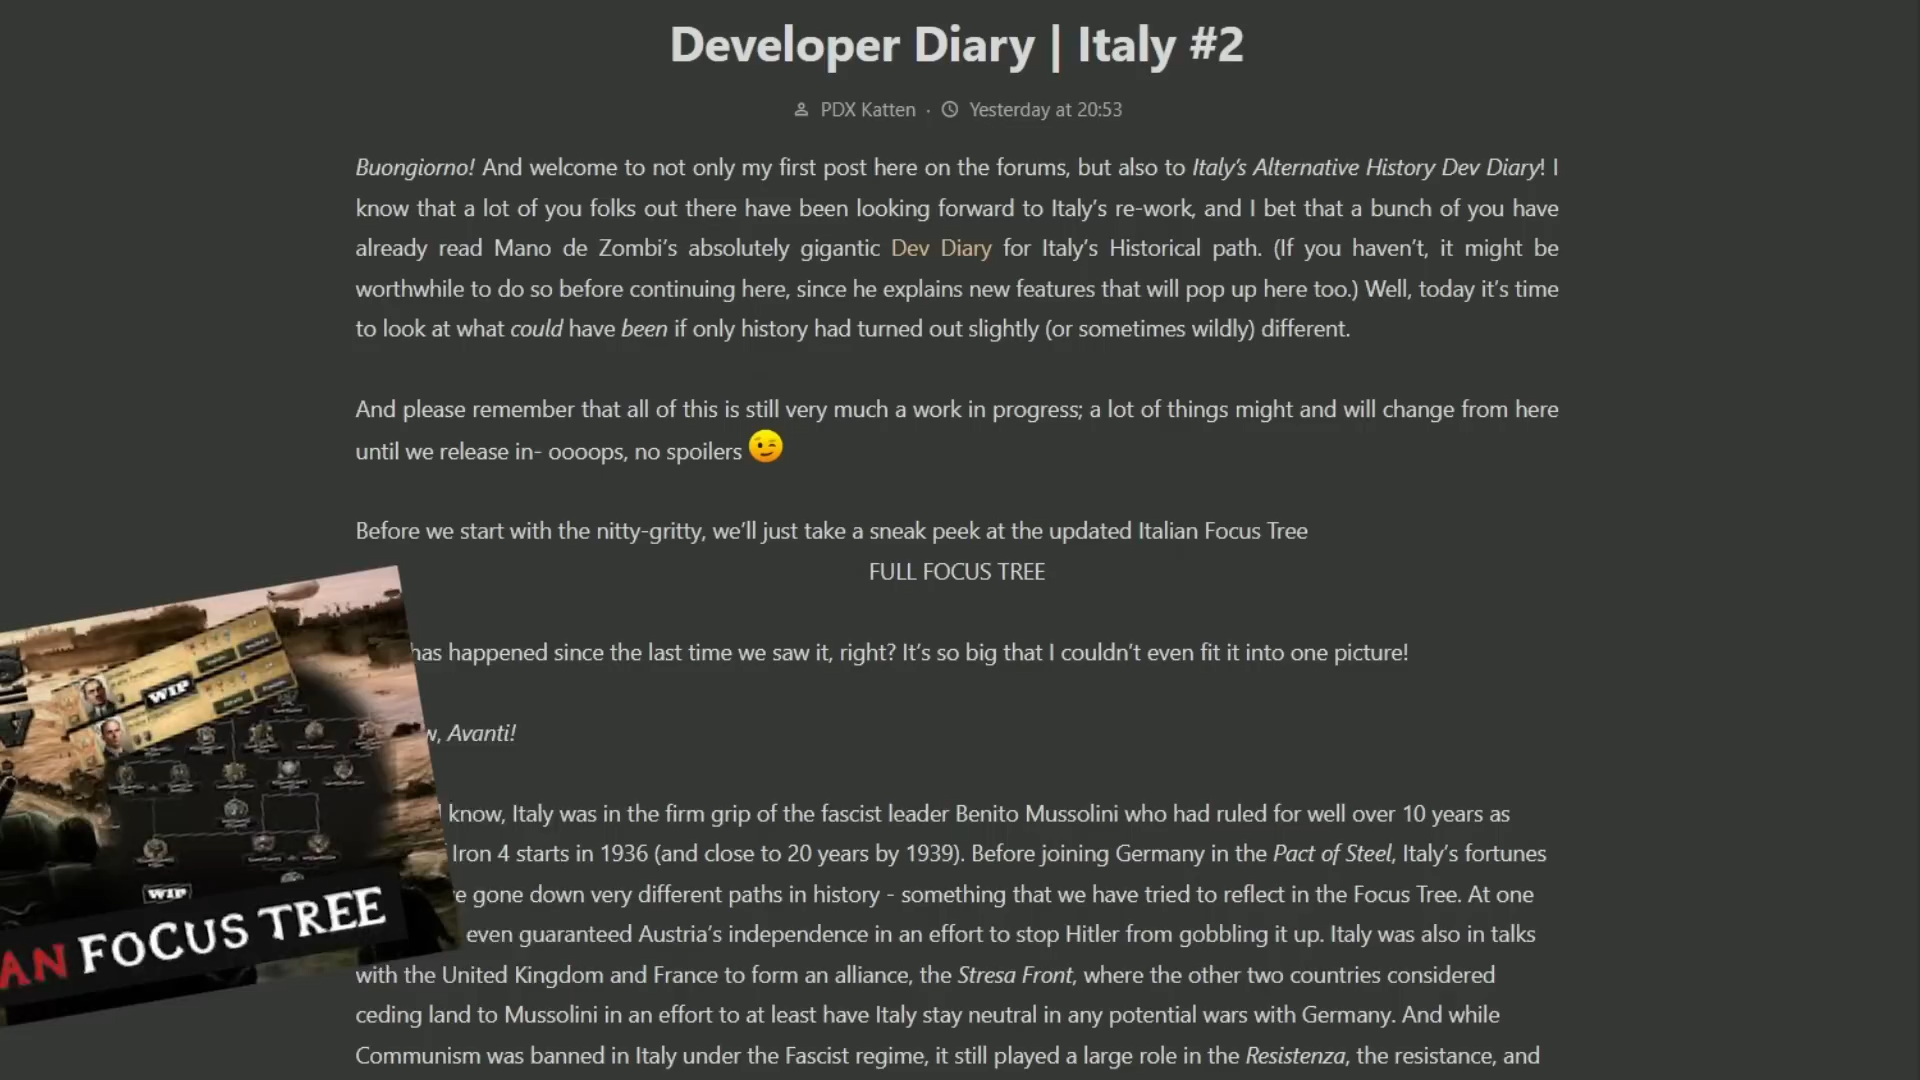 Developer Diary | Italy #2
PDX Katten · Yesterday at 20:53
Buongiorno! And welcome to not only my first post here on the forums, but also to Italy’s Alternative History Dev Diary! I
know that a lot of you folks out there have been looking forward to Italy’s re-work, and I bet that a bunch of you have
already read Mano de Zombi’s absolutely gigantic Dev Diary for Italy’s Historical path. (If you haven’t, it might be
worthwhile to do so before continuing here, since he explains new features that will pop up here too.) Well, today it’s time
to look at what could have been if only history had turned out slightly (or sometimes wildly) different.
And please remember that all of this is still very much a work in progress; a lot of things might and will change from here
until we release in- oooops, no spoilers 😉
Before we start with the nitty-gritty, we’ll just take a sneak peek at the updated Italian Focus Tree
FULL FOCUS TREE
has happened since the last time we saw it, right? It’s so big that I couldn’t even fit it into one picture!
w, Avanti!
know, Italy was in the firm grip of the fascist leader Benito Mussolini who had ruled for well over 10 years as
Iron 4 starts in 1936 (and close to 20 years by 1939). Before joining Germany in the Pact of Steel, Italy’s fortunes
e gone down very different paths in history - something that we have tried to reflect in the Focus Tree. At one
even guaranteed Austria’s independence in an effort to stop Hitler from gobbling it up. Italy was also in talks
with the United Kingdom and France to form an alliance, the Stresa Front, where the other two countries considered
ceding land to Mussolini in an effort to at least have Italy stay neutral in any potential wars with Germany. And while
Communism was banned in Italy under the Fascist regime, it still played a large role in the Resistenza, the resistance, and
WIP
WIP
AN FOCUS TREE